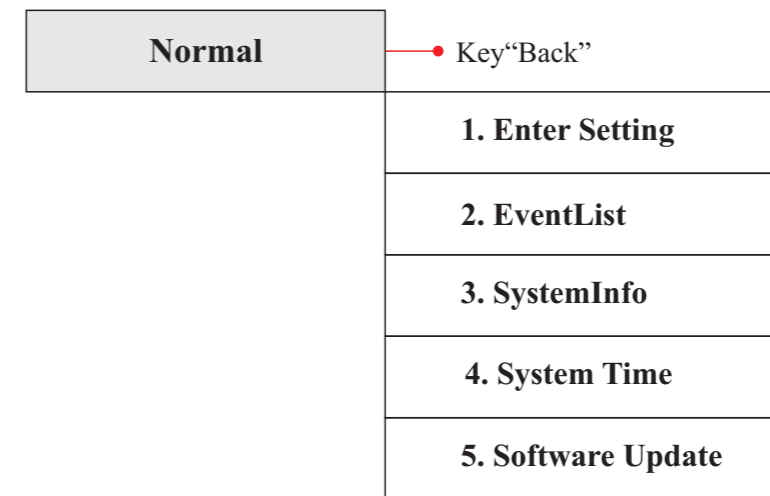 Normal
Key“Back”
1. Enter Setting
2. EventList
3. SystemInfo
4. System Time
5. Software Update